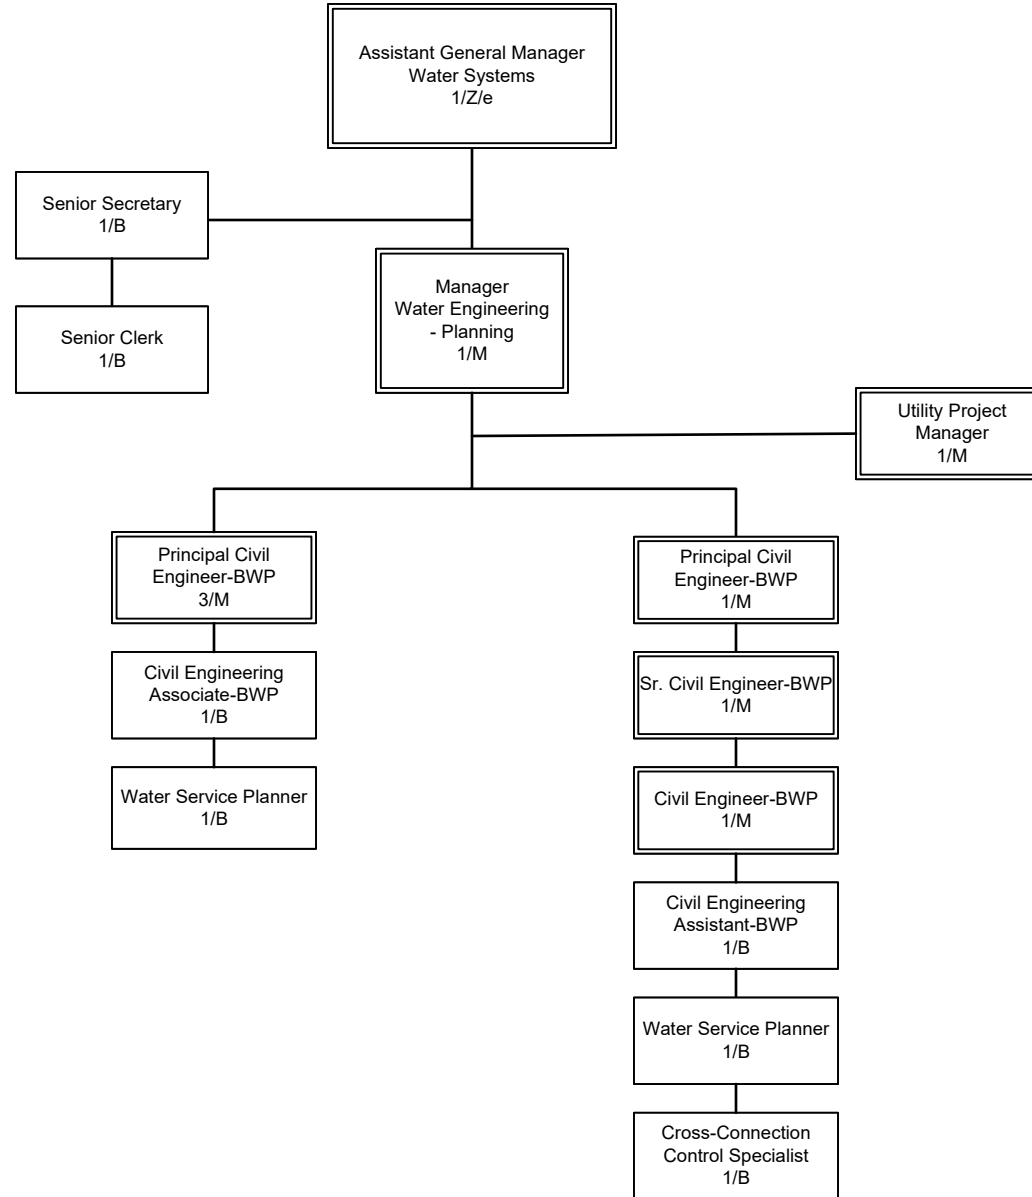 Assistant General Manager
Water Systems
1/Z/e
Senior Secretary
1/B
Senior Clerk
1/B
Manager
Water Engineering
- Planning
1/M
Utility Project
Manager
1/M
Principal Civil
Engineer-BWP
3/M
Civil Engineering
Associate-BWP
1/B
Water Service Planner
1/B
Principal Civil
Engineer-BWP
1/M
Sr. Civil Engineer-BWP
1/M
Civil Engineer-BWP
1/M
Civil Engineering
Assistant-BWP
1/B
Water Service Planner
1/B
Cross-Connection
Control Specialist
1/B